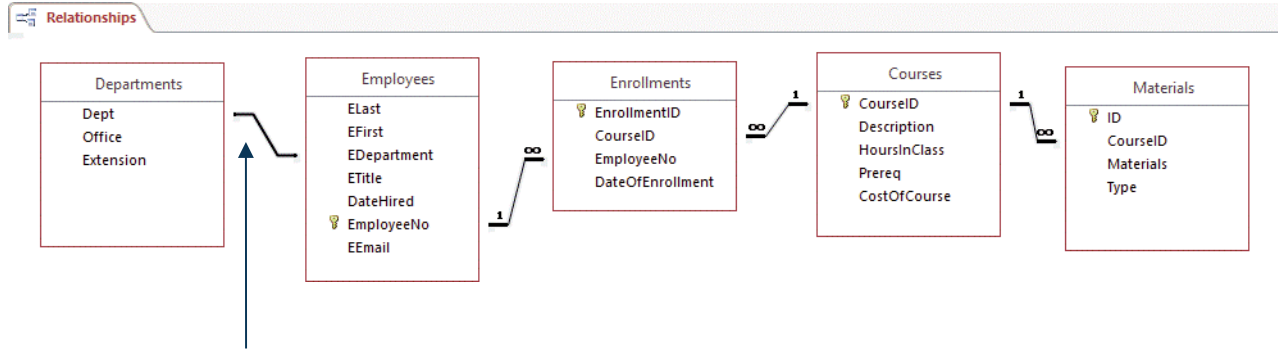 Relationships
Departments
Dept
Office
Extension
Employees
ELast
EFirst
EDepartment
ETitle
DateHired
EmployeeNo
EEmail
1
∞
Enrollments
EnrollmentID
CourseID
EmployeeNo
DateOfEnrollment
∞
1
Courses
CourseID
Description
HoursInClass
Prereq
CostOfCourse
1
∞
Materials
ID
CourseID
Materials
Type